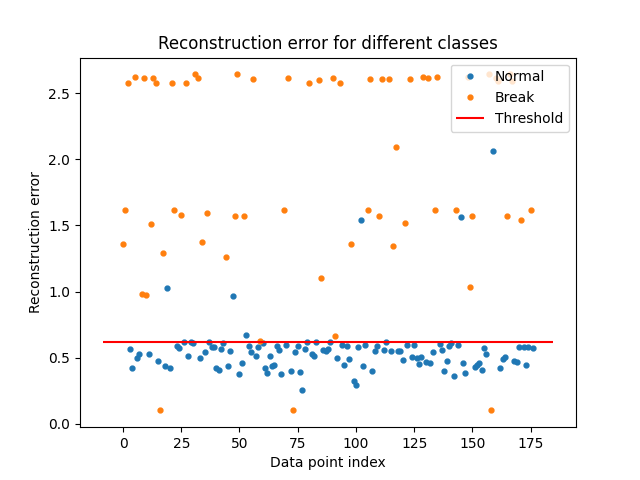 Reconstruction error for different classes
Normal
Break
Threshold
Reconstruction error
2.5
2.0
1.5
1.0
0.5
0.0
0
25
50
75
100
125
150
175
Data point index